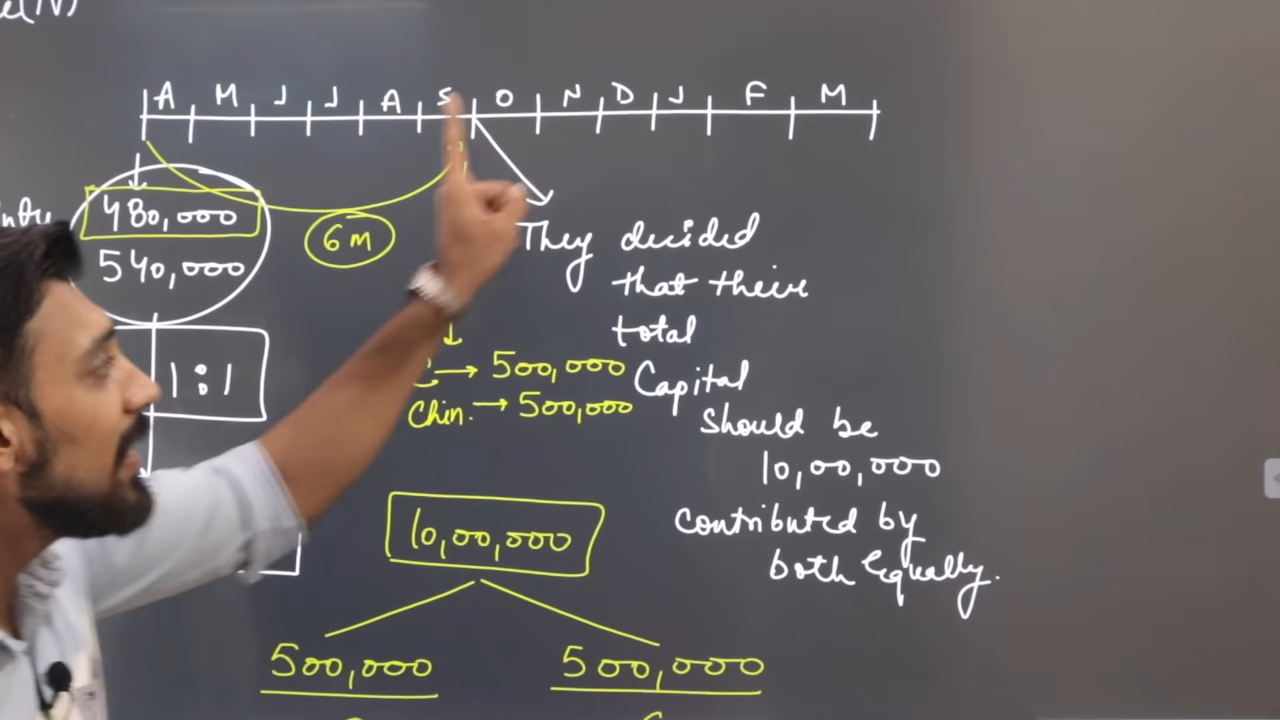 A M J J A S O N D J F M
480,000
540,000
6m
They decided
that their
total
Capital
Should be
10,00,000
contributed by
both Equally.
1:1
→ 500,000
Chin. → 500,000
10,00,000
500,000 500,000